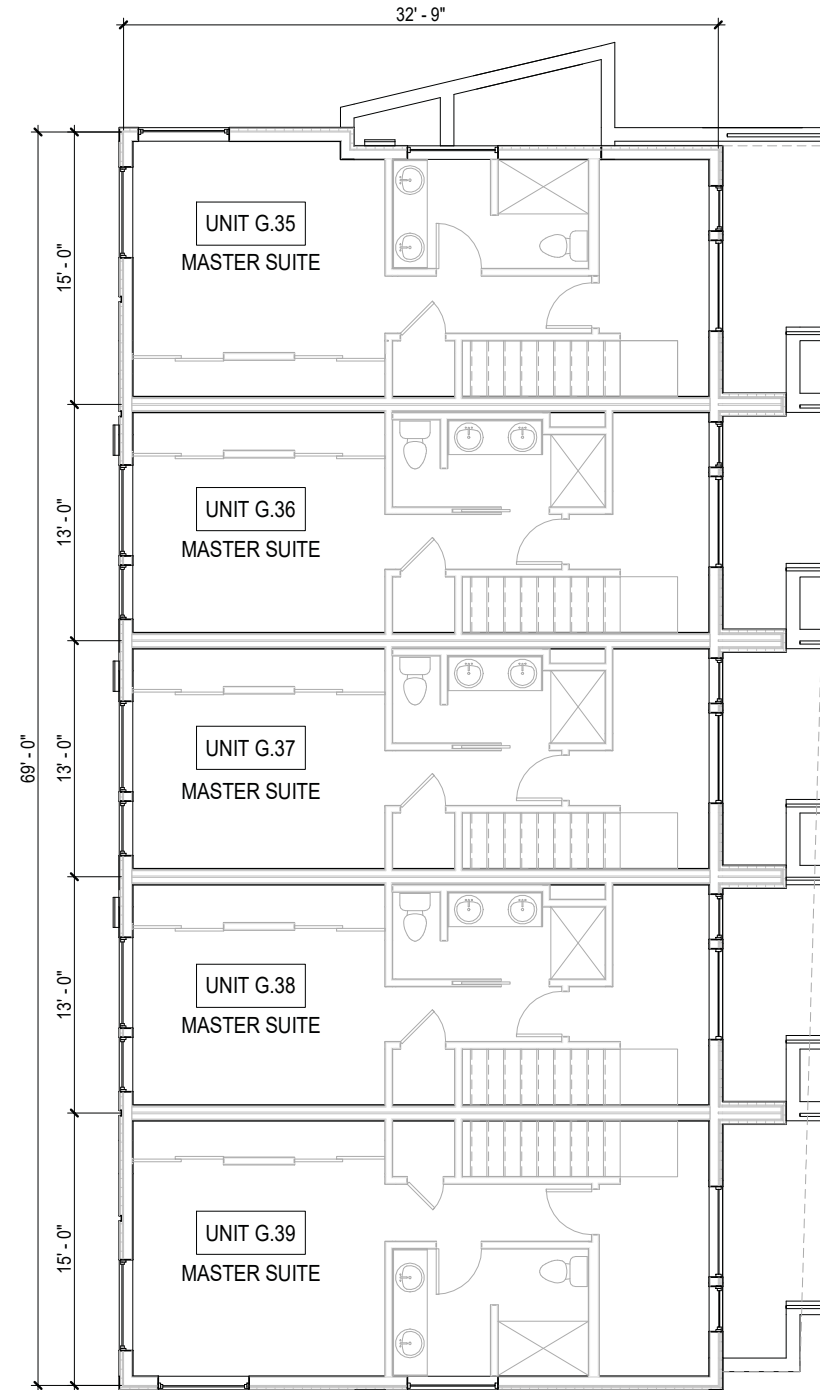 32' - 9"
UNIT G.35
MASTER SUITE
15' - 0"
UNIT G.36
MASTER SUITE
13' - 0"
69' - 0"
UNIT G.37
MASTER SUITE
13' - 0"
UNIT G.38
MASTER SUITE
13' - 0"
UNIT G.39
MASTER SUITE
15' - 0"